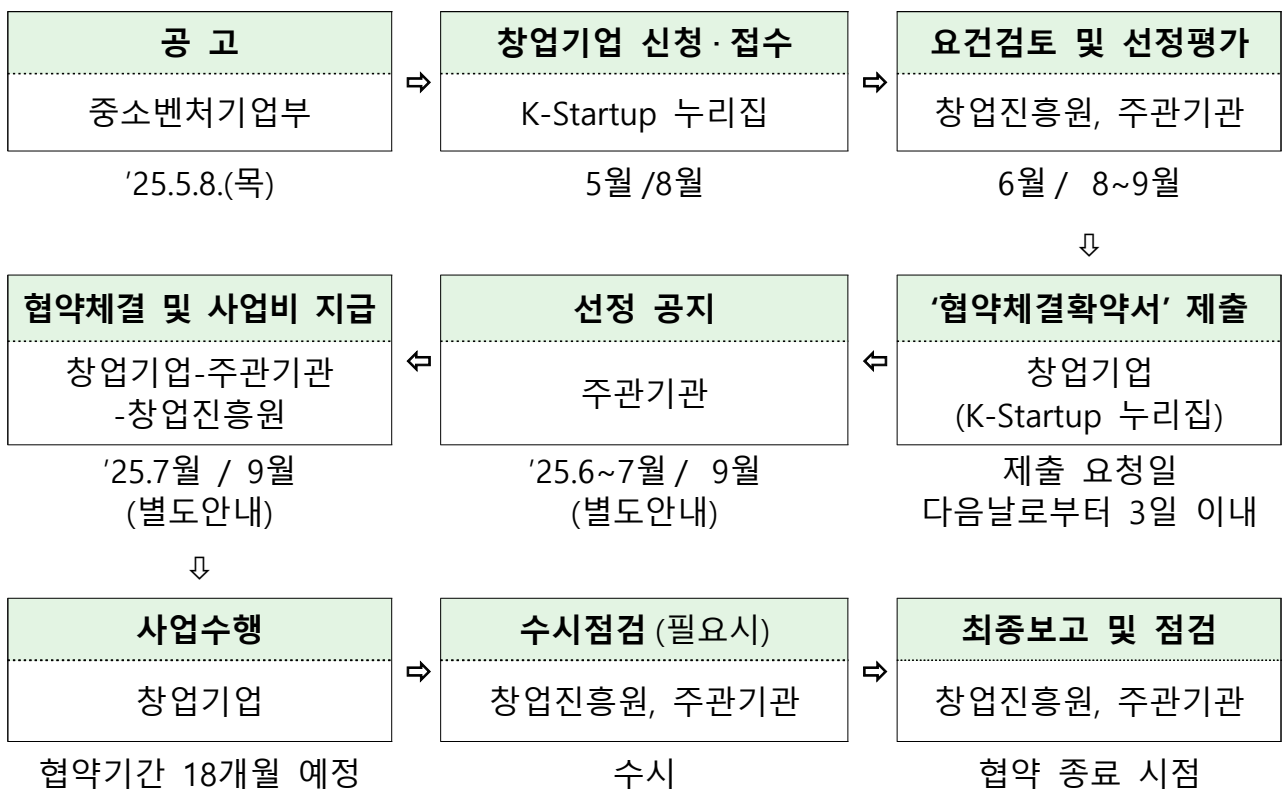 공 고
중소벤처기업부
'25.5.8.(목)
⇨
창업기업 신청·접수
K-Startup 누리집
5월 /8월
⇨
요건검토 및 선정평가
창업진흥원, 주관기관
6월 / 8~9월
⇩
'협약체결확약서' 제출
창업기업
(K-Startup 누리집)
제출 요청일
다음날로부터 3일 이내
⇦
선정 공지
주관기관
'25.6~7월 / 9월
(별도안내)
⇦
협약체결 및 사업비 지급
창업기업-주관기관
-창업진흥원
'25.7월 / 9월
(별도안내)
⇩
사업수행
창업기업
협약기간 18개월 예정
⇨
수시점검 (필요시)
창업진흥원, 주관기관
수시
⇨
최종보고 및 점검
창업진흥원, 주관기관
협약 종료 시점